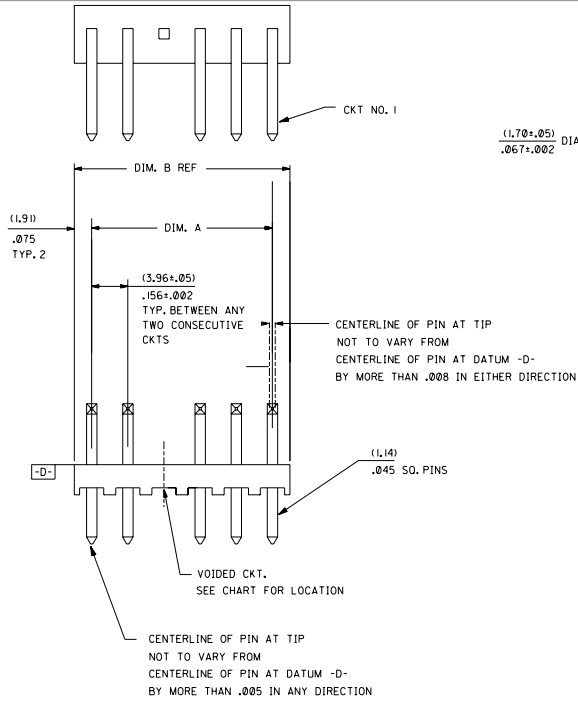 CKT NO. 1
(1.70±.05)
.067±.002 DIA
DIM. B REF
(1.91)
.075
TYP. 2
DIM. A
(3.96±.05)
.156±.002
TYP. BETWEEN ANY
TWO CONSECUTIVE
CKTS
CENTERLINE OF PIN AT TIP
NOT TO VARY FROM
CENTERLINE OF PIN AT DATUM -D-
BY MORE THAN .008 IN EITHER DIRECTION
-D-
(1.14)
.045 SQ. PINS
VOIDED CKT.
SEE CHART FOR LOCATION
CENTERLINE OF PIN AT TIP
NOT TO VARY FROM
CENTERLINE OF PIN AT DATUM -D-
BY MORE THAN .005 IN ANY DIRECTION